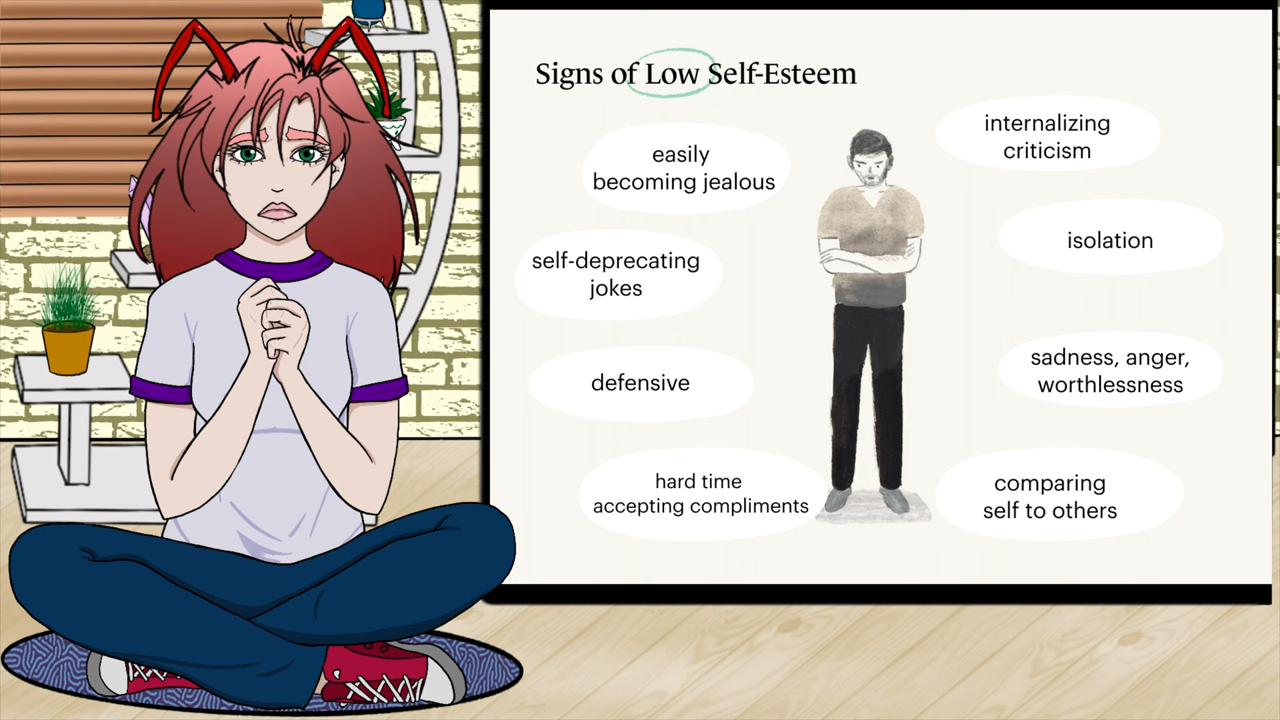 Signs of Low Self-Esteem
easily
becoming jealous
self-deprecating
jokes
defensive
hard time
accepting compliments
internalizing
criticism
isolation
sadness, anger,
worthlessness
comparing
self to others